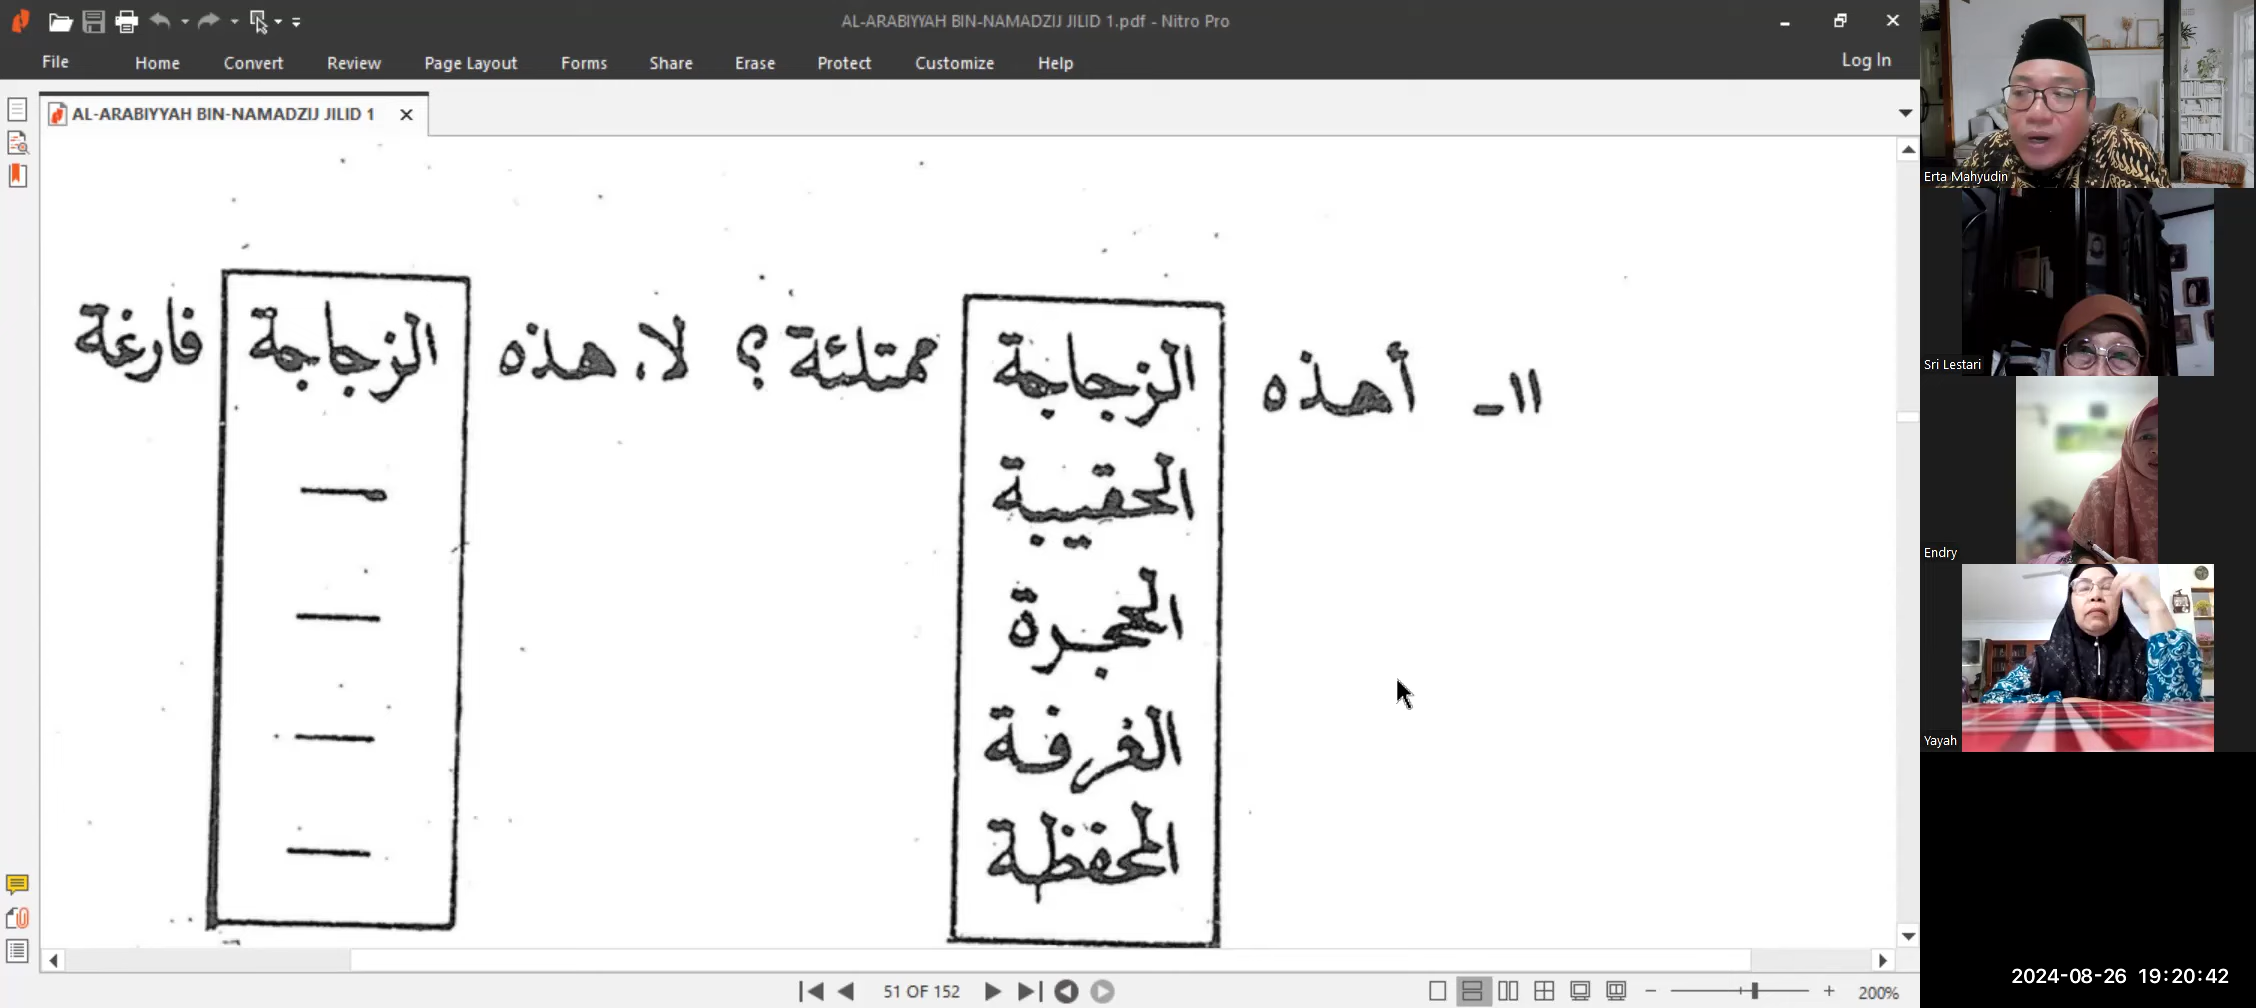 AL-ARABIYYAH BIN-NAMADZIJ JILID 1.pdf - Nitro Pro
File Home Convert Review Page Layout Forms Share Erase Protect Customize Help Log In
AL-ARABIYYAH BIN-NAMADZIJ JILID 1
١١ـ أهذه الزجاجة ممتلئة؟ لا، هذه الزجاجة فارغة
الحقيبة
الحجرة
الغرفة
المحفظة
51 OF 152
200%
Erta Mahyudin
Sri Lestari
Endry
Yayah
2024-08-26 19:20:42